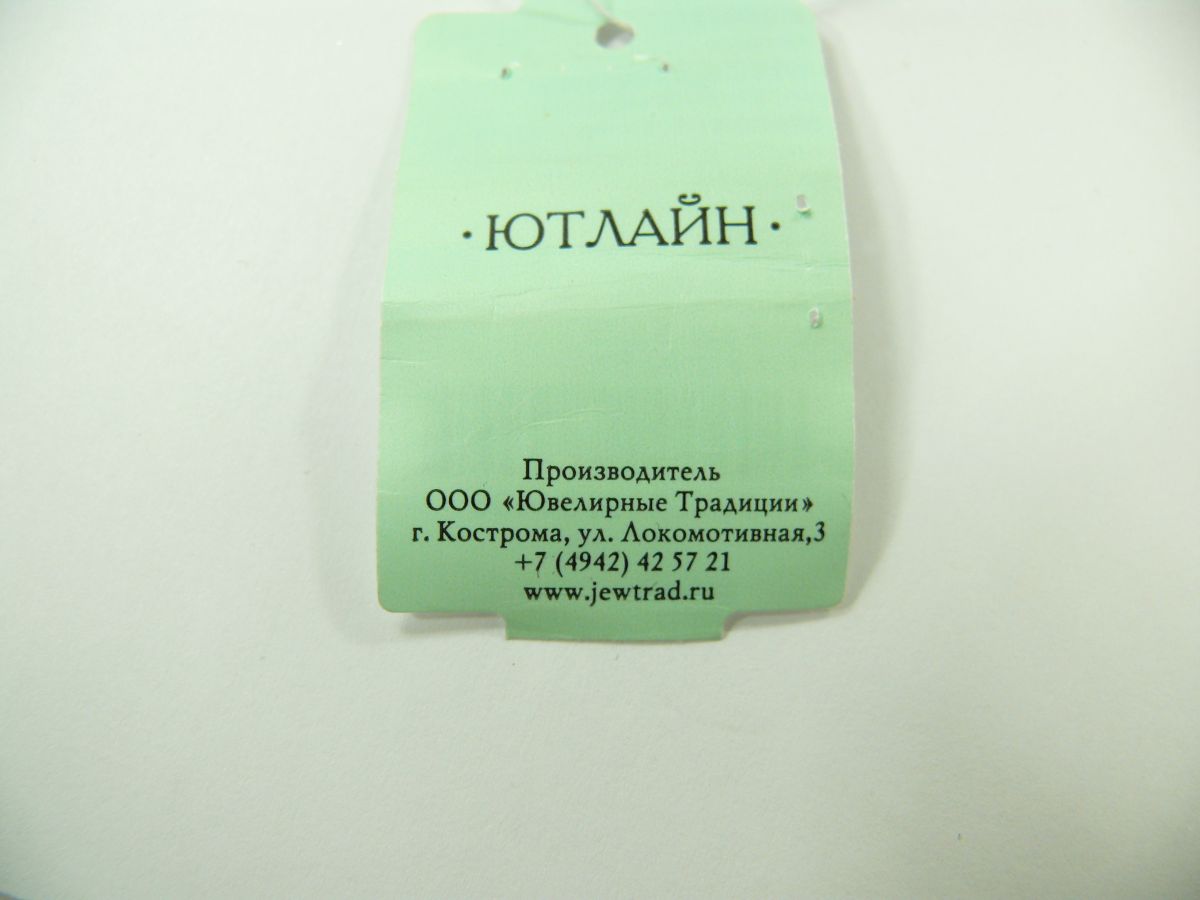 ·ЮТЛАЙН·
Производитель
ООО «Ювелирные Традиции»
г. Кострома, ул. Локомотивная,3
+7 (4942) 42 57 21
www.jewtrad.ru